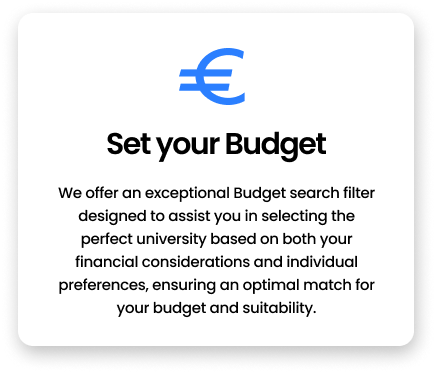 €
Set your Budget
We offer an exceptional Budget search filter
designed to assist you in selecting the
perfect university based on both your
financial considerations and individual
preferences, ensuring an optimal match for
your budget and suitability.